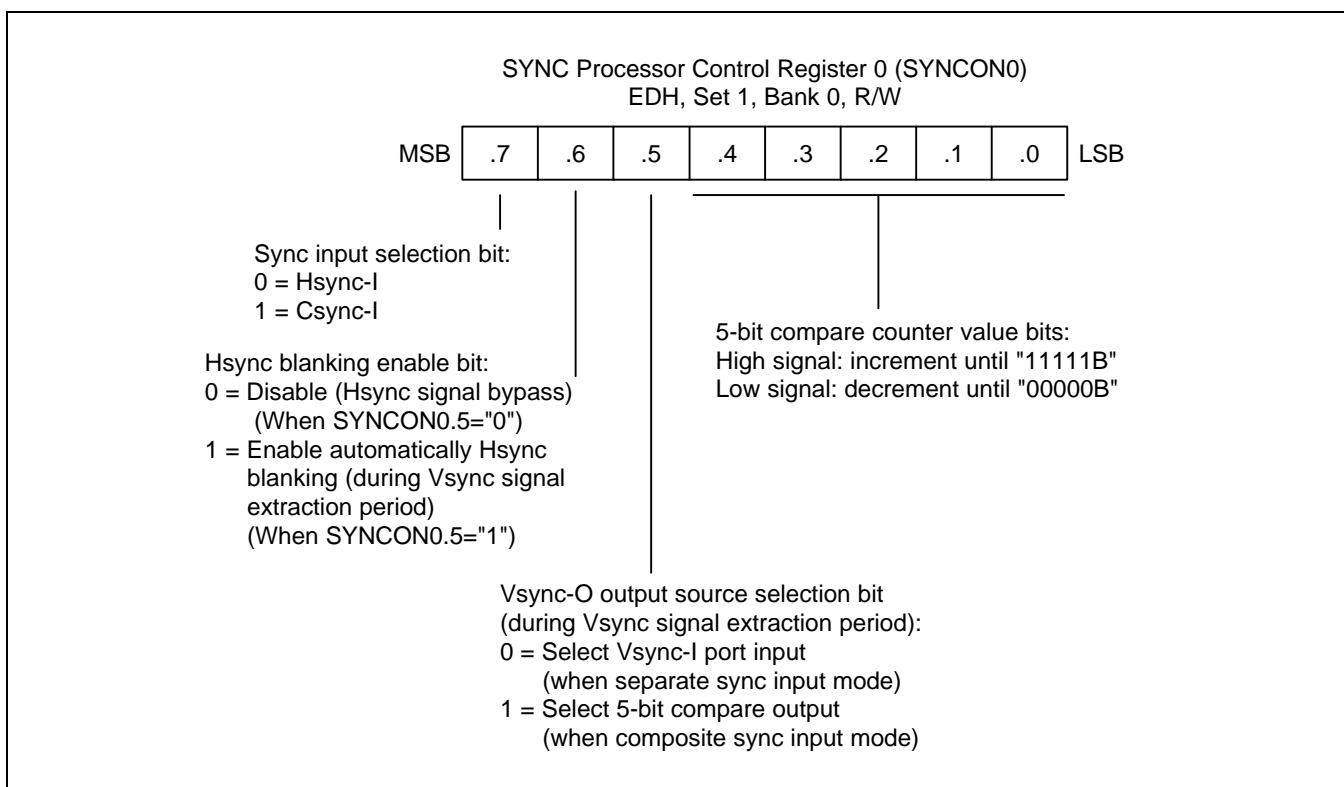 SYNC Processor Control Register 0 (SYNCON0)
EDH, Set 1, Bank 0, R/W
MSB .7 .6 .5 .4 .3 .2 .1 .0 LSB
Sync input selection bit:
0 = Hsync-I
1 = Csync-I
Hsync blanking enable bit:
0 = Disable (Hsync signal bypass)
(When SYNCON0.5="0")
1 = Enable automatically Hsync
blanking (during Vsync signal
extraction period)
(When SYNCON0.5="1")
5-bit compare counter value bits:
High signal: increment until "11111B"
Low signal: decrement until "00000B"
Vsync-O output source selection bit
(during Vsync signal extraction period):
0 = Select Vsync-I port input
(when separate sync input mode)
1 = Select 5-bit compare output
(when composite sync input mode)